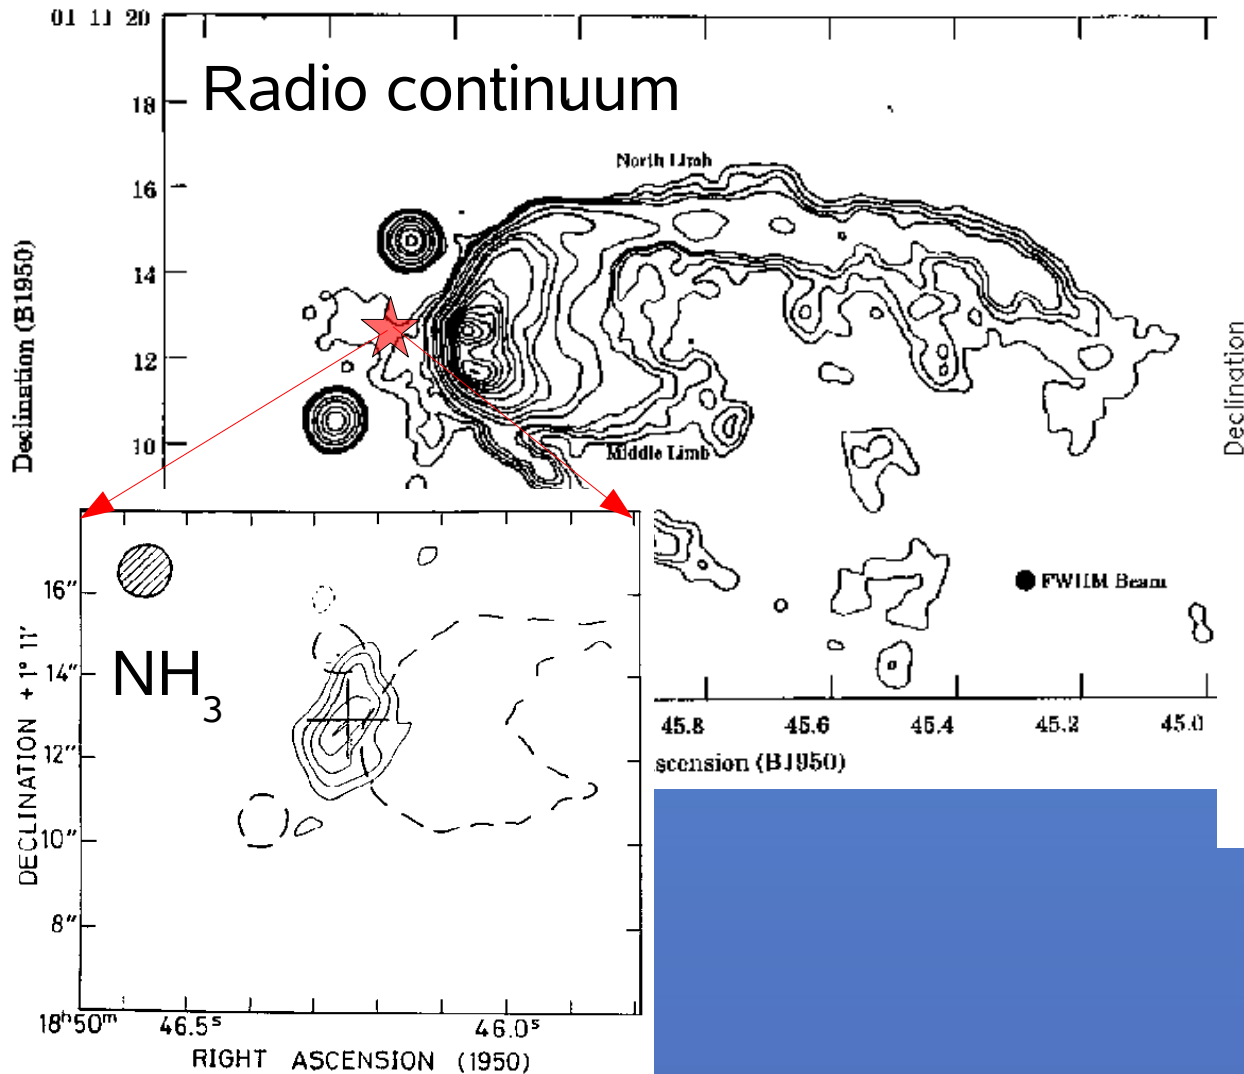 01 11 20
Radio continuum
18
North Limb
16
14
Declination (B1950)
12
10
Middle Limb
Declination
FWHM Beam
16″
NH3
14″
12″
10″
8″
DECLINATION + 1° 11′
45.8 45.6 45.4 45.2 45.0
scension (B1950)
18ʰ50ᵐ 46.5ˢ 46.0ˢ
RIGHT ASCENSION (1950)